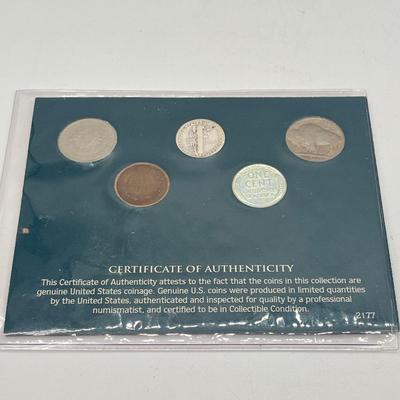 ONE
CENT
CERTIFICATE OF AUTHENTICITY
This Certificate of Authenticity attests to the fact that the coins in this collection are
genuine United States coinage. Genuine U.S. coins were produced in limited quantities
by the United States, authenticated and inspected for quality by a professional
numismatist, and certified to be in Collectible Condition.
2177